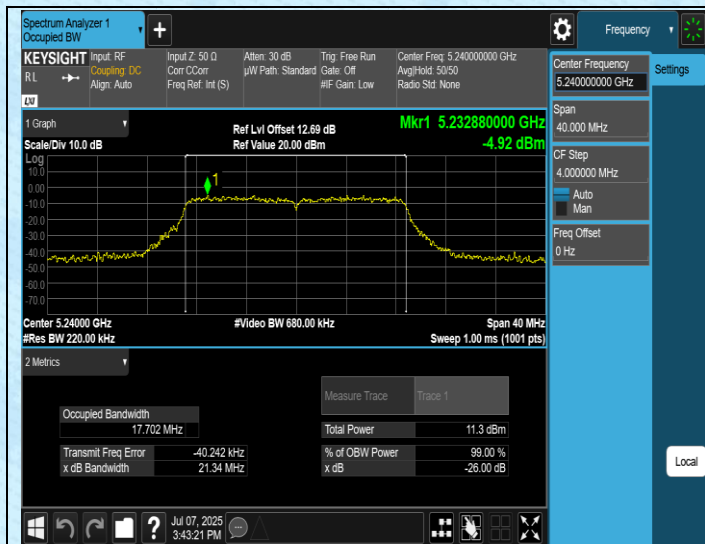 Spectrum Analyzer 1
Occupied BW
Frequency
KEYSIGHT
R L
LXI
Input: RF
Coupling: DC
Align: Auto
Input Z: 50 Ω
Corr CCorr
Freq Ref: Int (S)
Atten: 30 dB
µW Path: Standard
Trig: Free Run
Gate: Off
#IF Gain: Low
Center Freq: 5.240000000 GHz
Avg|Hold: 50/50
Radio Std: None
Center Frequency
5.240000000 GHz
Settings
Span
40.000 MHz
CF Step
4.000000 MHz
Auto
Man
Freq Offset
0 Hz
Local
1 Graph
Scale/Div 10.0 dB
Ref Lvl Offset 12.69 dB
Ref Value 20.00 dBm
Mkr1 5.232880000 GHz
-4.92 dBm
Log
10.0
0.00
-10.0
-20.0
-30.0
-40.0
-50.0
-60.0
-70.0
1
Center 5.24000 GHz
#Res BW 220.00 kHz
#Video BW 680.00 kHz
Span 40 MHz
Sweep 1.00 ms (1001 pts)
2 Metrics
Measure Trace Trace 1
Occupied Bandwidth
17.702 MHz
Total Power 11.3 dBm
Transmit Freq Error -40.242 kHz
% of OBW Power 99.00 %
x dB Bandwidth 21.34 MHz
x dB -26.00 dB
Jul 07, 2025
3:43:21 PM